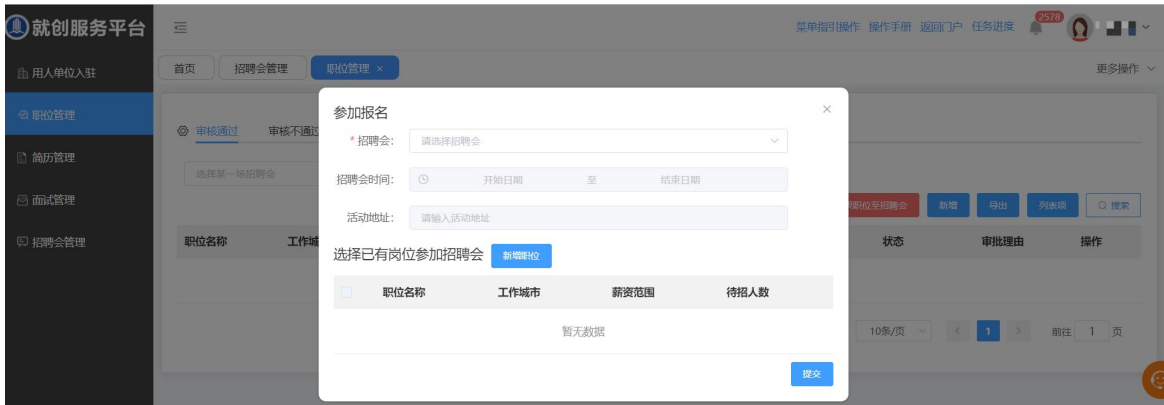 就创服务平台
菜单指引操作 操作手册 返回门户 任务进度 2578
用人单位入驻
首页 招聘会管理 职位管理 × 更多操作
职位管理
参加报名
审核通过 审核不通过
* 招聘会： 请选择招聘会
简历管理
选择某一场招聘会
招聘会时间： 开始日期 至 结束日期
面试管理
职位至招聘会 新增 导出 列表项 搜索
活动地址： 请输入活动地址
招聘会管理
职位名称 工作城 状态 审批理由 操作
选择已有岗位参加招聘会 新增职位
职位名称 工作城市 薪资范围 待招人数
暂无数据
10条/页 < 1 > 前往 1 页
提交